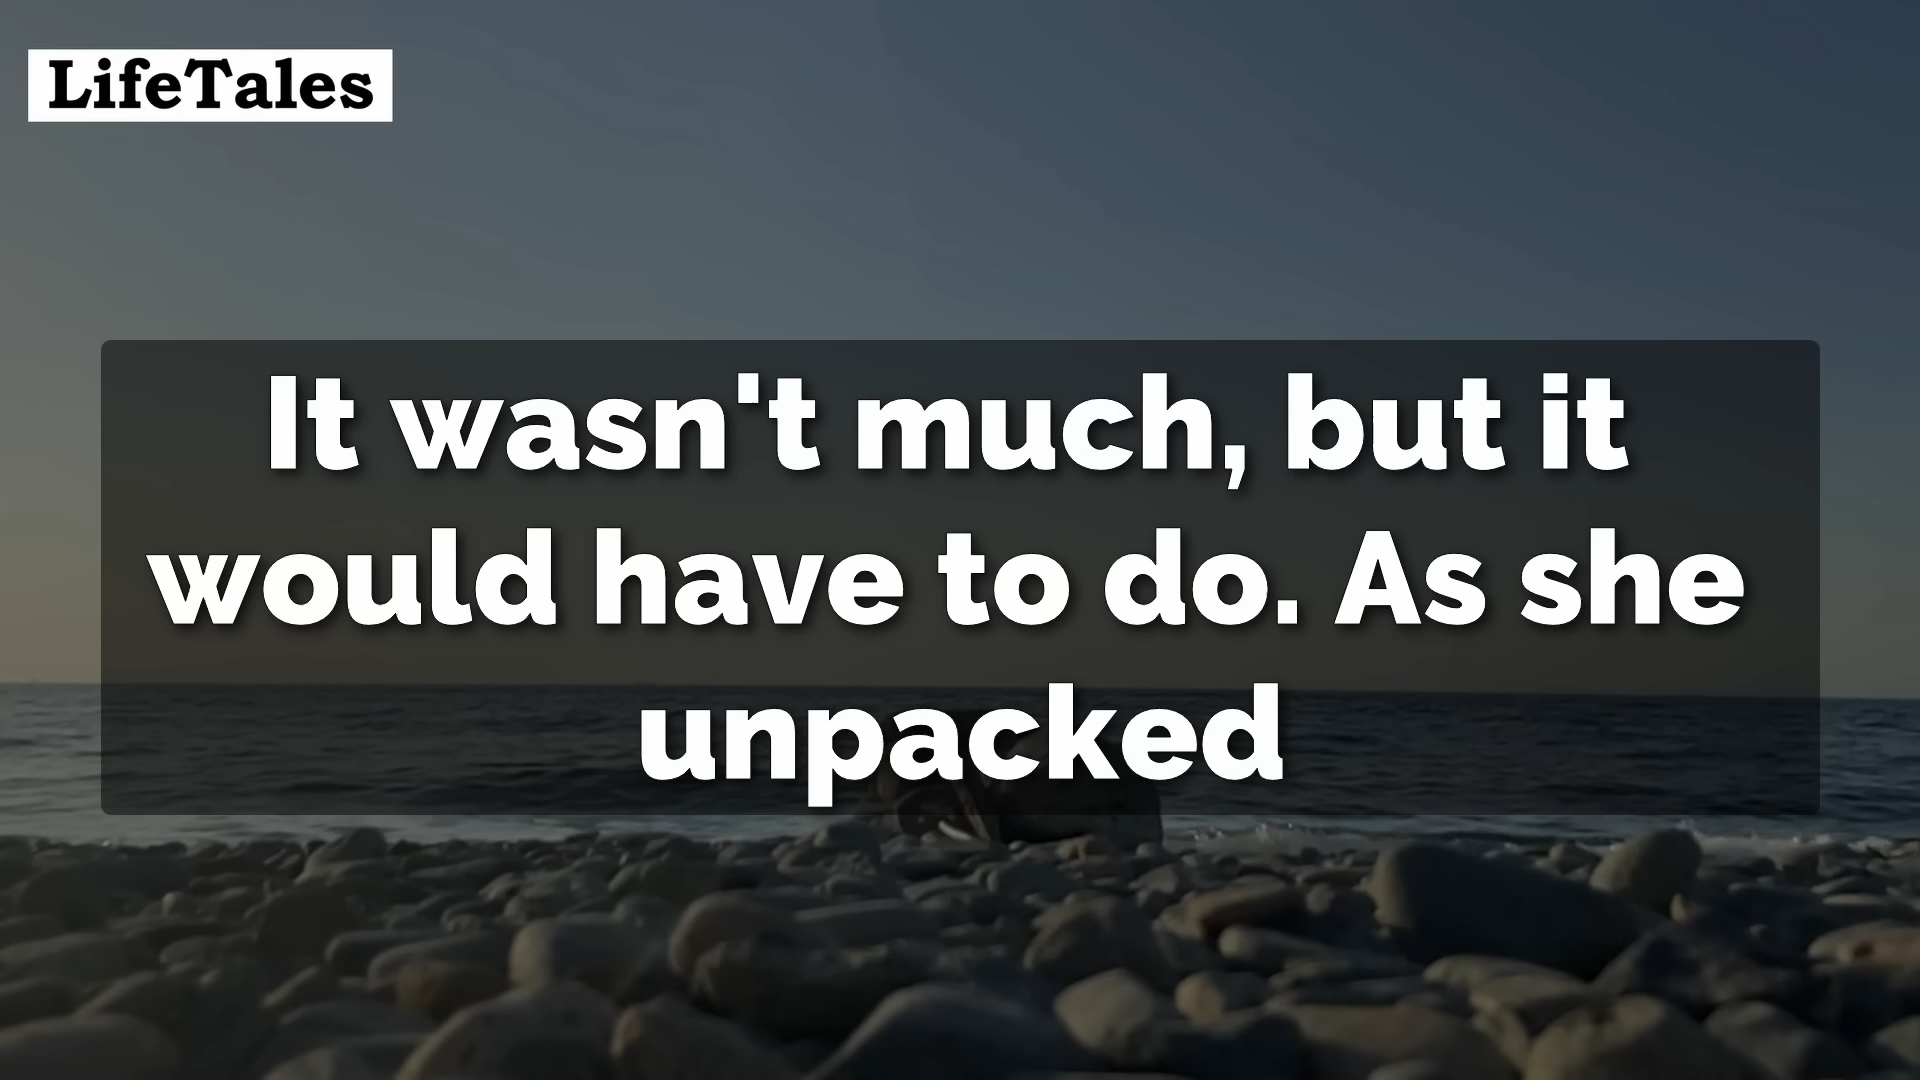 LifeTales
It wasn't much, but it
would have to do. As she
unpacked